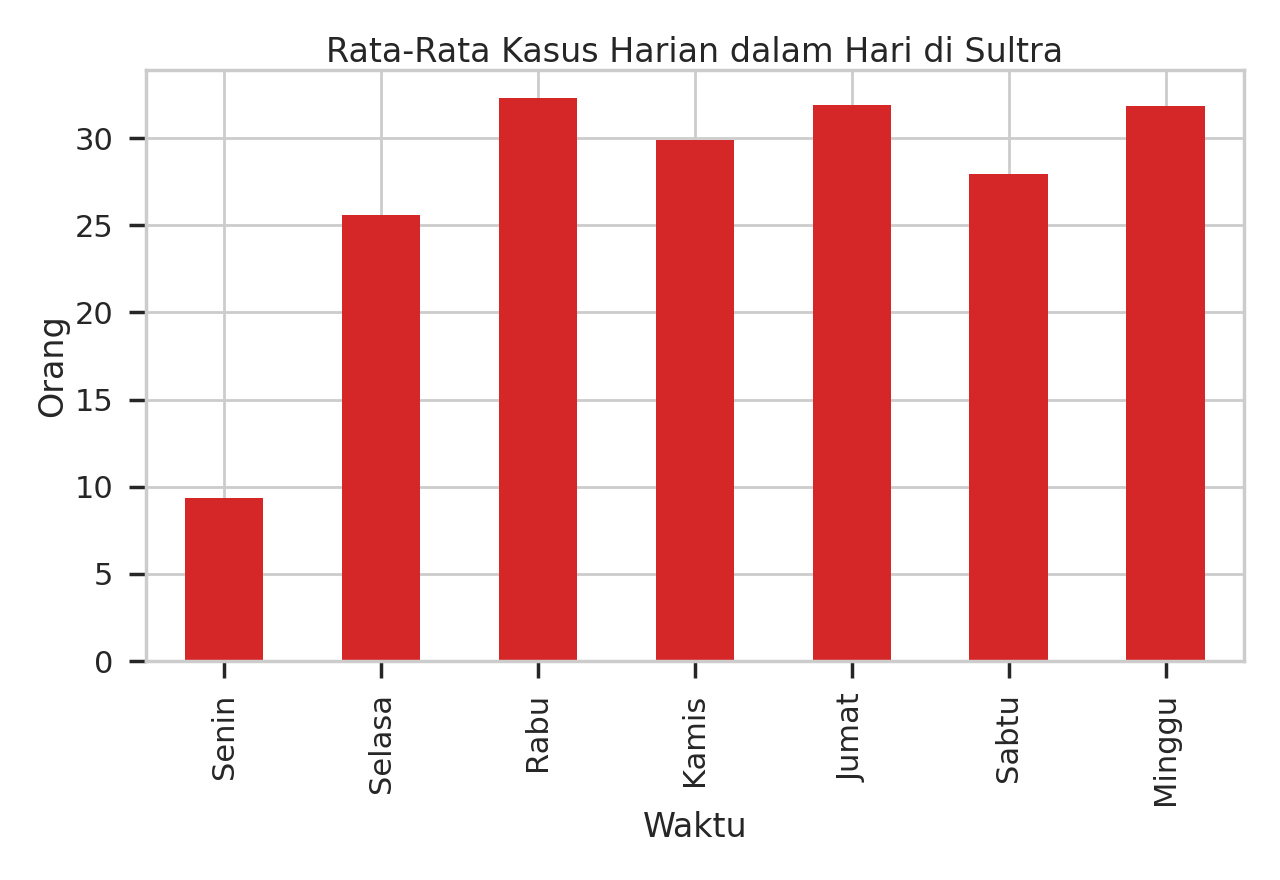 Rata-Rata Kasus Harian dalam Hari di Sultra
Orang
30
25
20
15
10
5
0
Senin
Selasa
Rabu
Kamis
Jumat
Sabtu
Minggu
Waktu